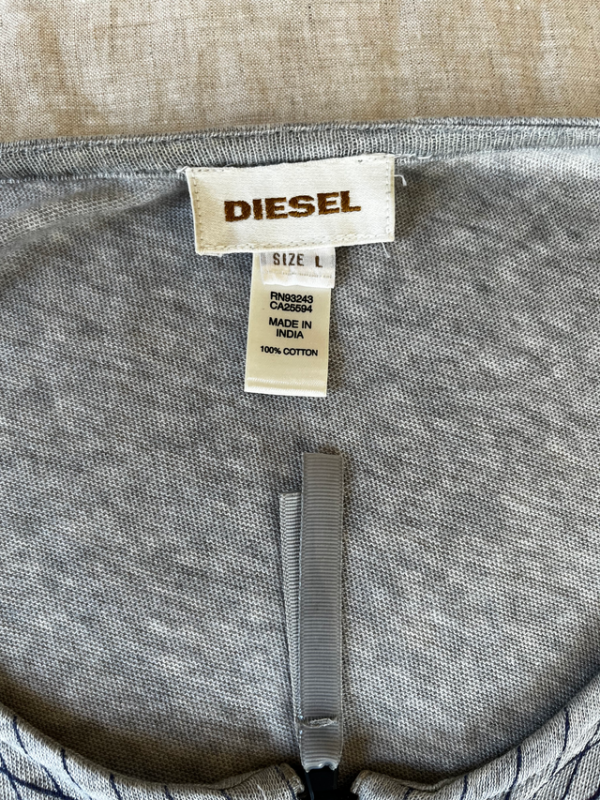 DIESEL
SIZE L
RN93243
CA25594
MADE IN
INDIA
100% COTTON